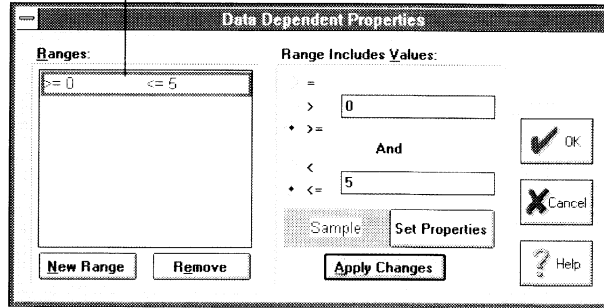 Data Dependent Properties
Ranges:
>= 0 <= 5
New Range
Remove
Range Includes Values:
=
>
>=
0
And
<
<=
5
Sample
Set Properties
Apply Changes
OK
Cancel
Help